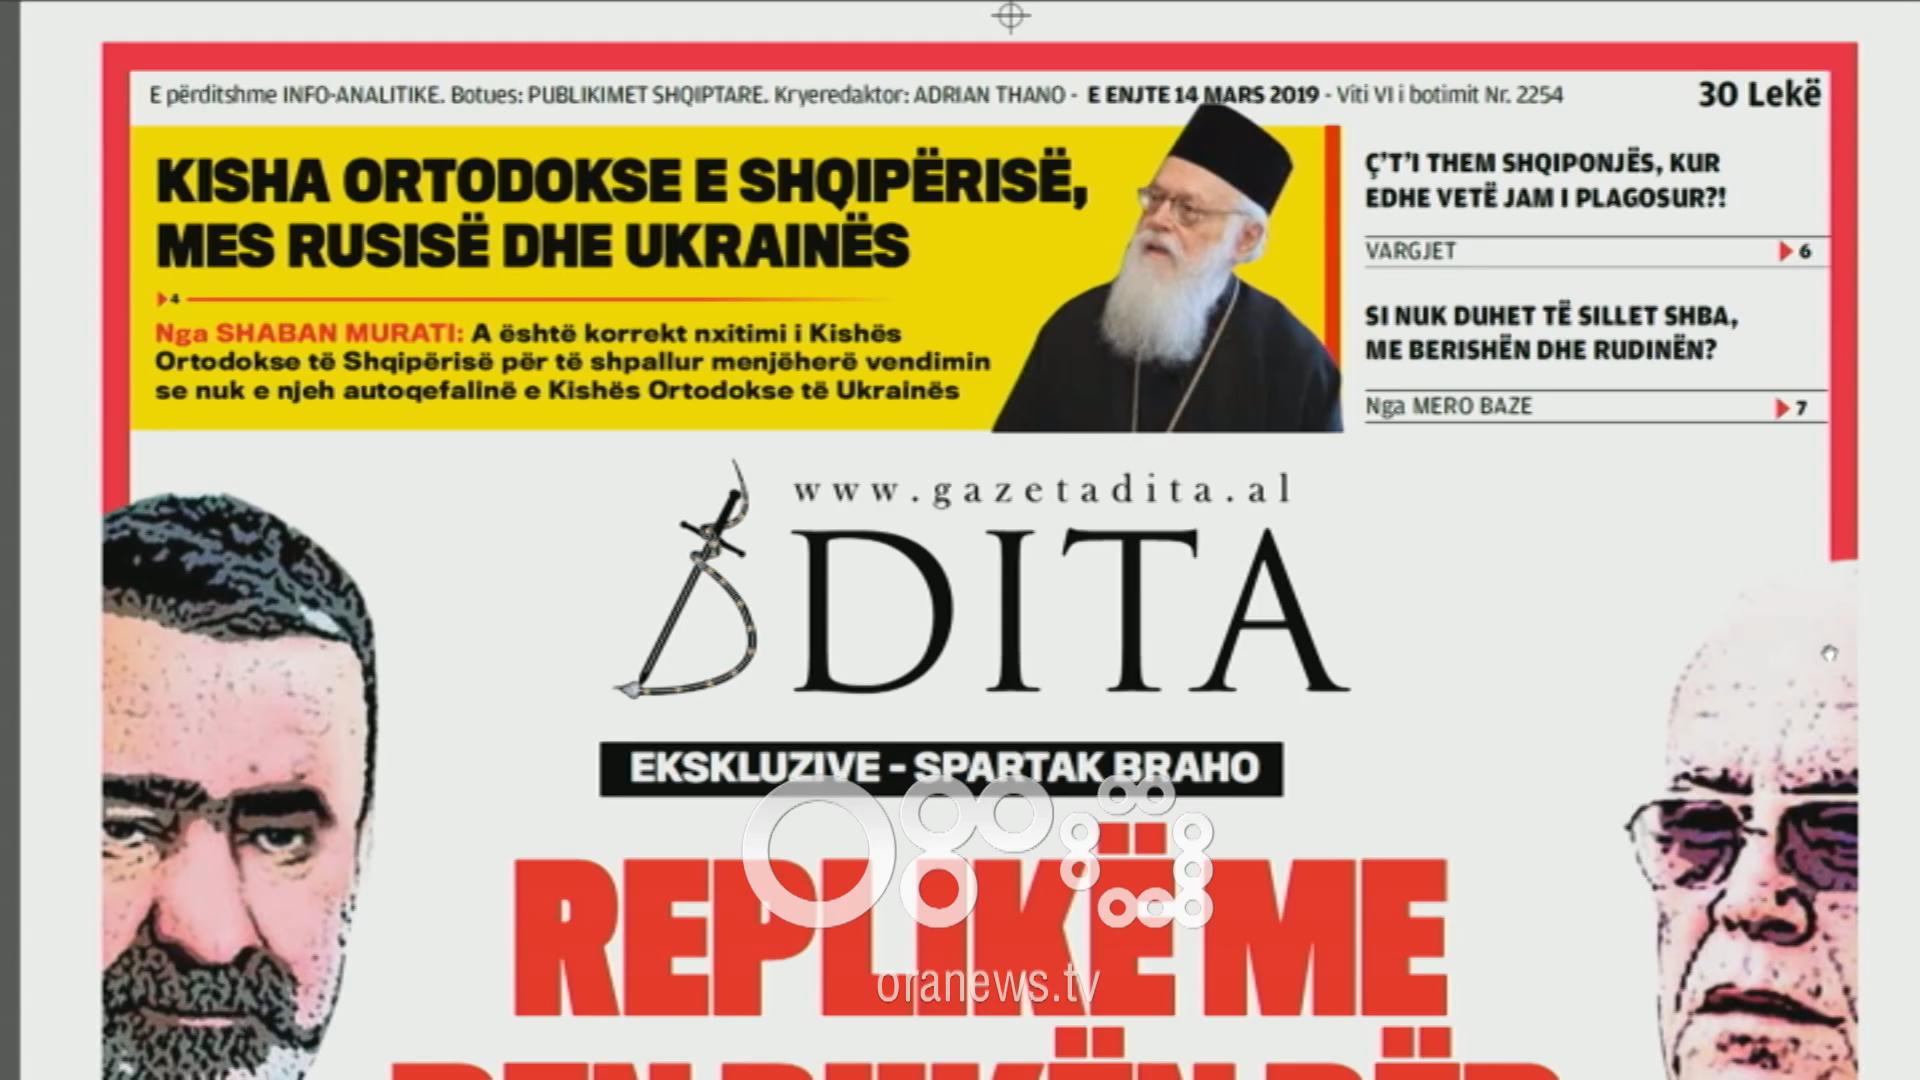 E përditshme INFO-ANALITIKE. Botues: PUBLIKIMET SHQIPTARE. Kryeredaktor: ADRIAN THANO - E ENJTE 14 MARS 2019 - Viti VI i botimit Nr. 2254
30 Lekë
KISHA ORTODOKSE E SHQIPËRISË,
MES RUSISË DHE UKRAINËS
4
Nga SHABAN MURATI: A është korrekt nxitimi i Kishës
Ortodokse të Shqipërisë për të shpallur menjëherë vendimin
se nuk e njeh autoqefalinë e Kishës Ortodokse të Ukrainës
Ç'T'I THEM SHQIPONJËS, KUR
EDHE VETË JAM I PLAGOSUR?!
VARGJET 6
SI NUK DUHET TË SILLET SHBA,
ME BERISHËN DHE RUDINËN?
Nga MERO BAZE 7
www.gazetadita.al
DITA
EKSKLUZIVE - SPARTAK BRAHO
REPLIKË ME
oranews.tv